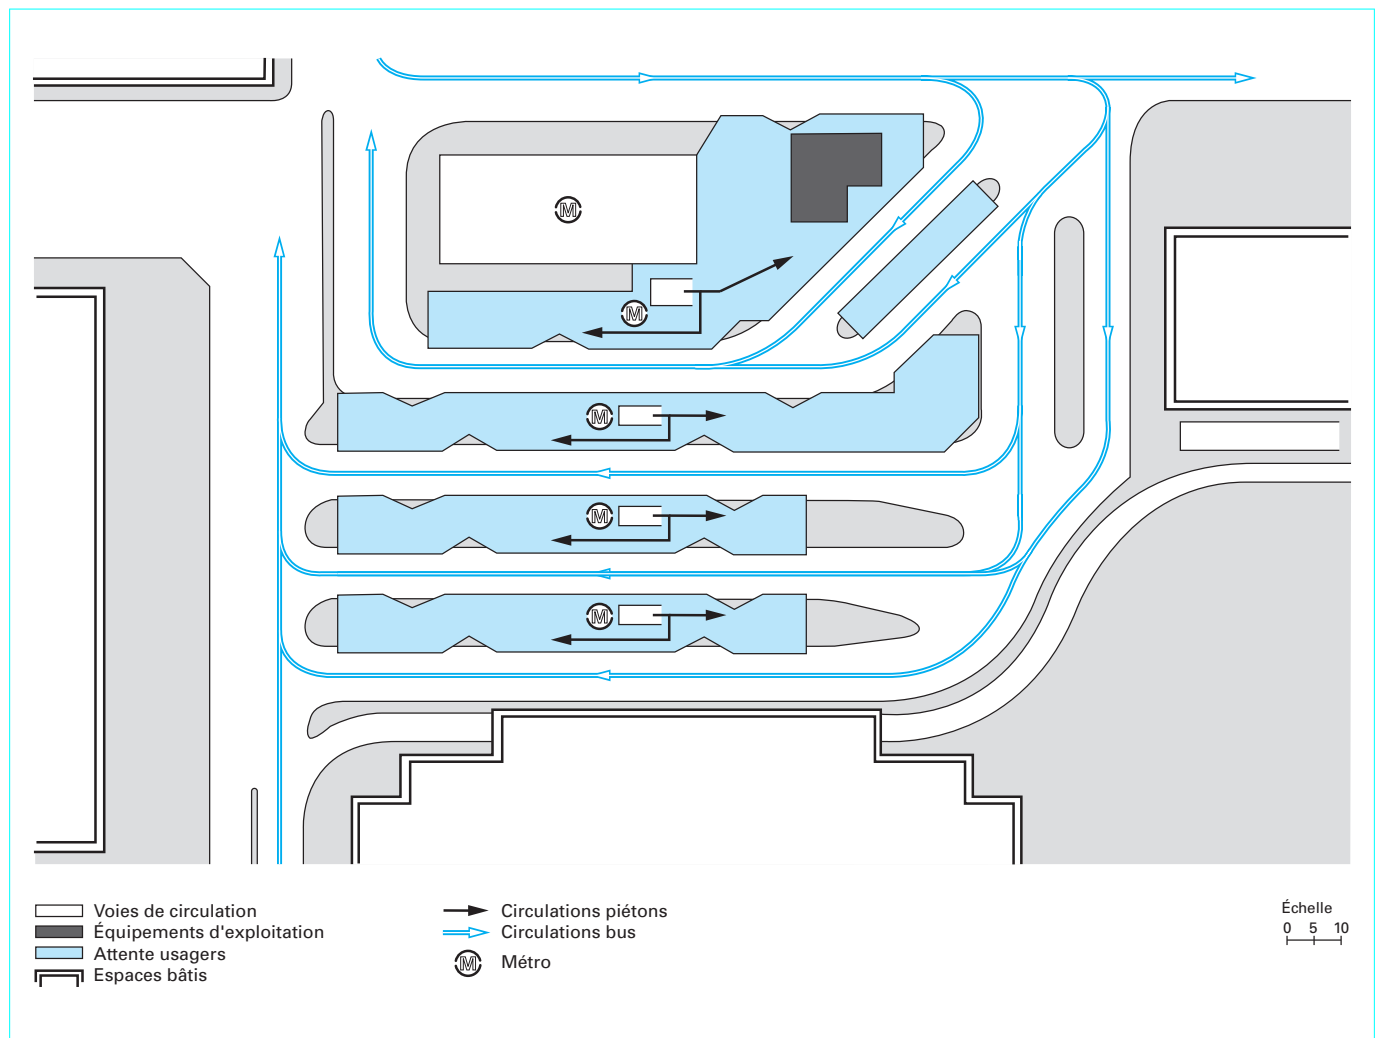 M
M
M
M
M
Voies de circulation
Équipements d'exploitation
Attente usagers
Espaces bâtis
Circulations piétons
Circulations bus
M Métro
Échelle
0 5 10